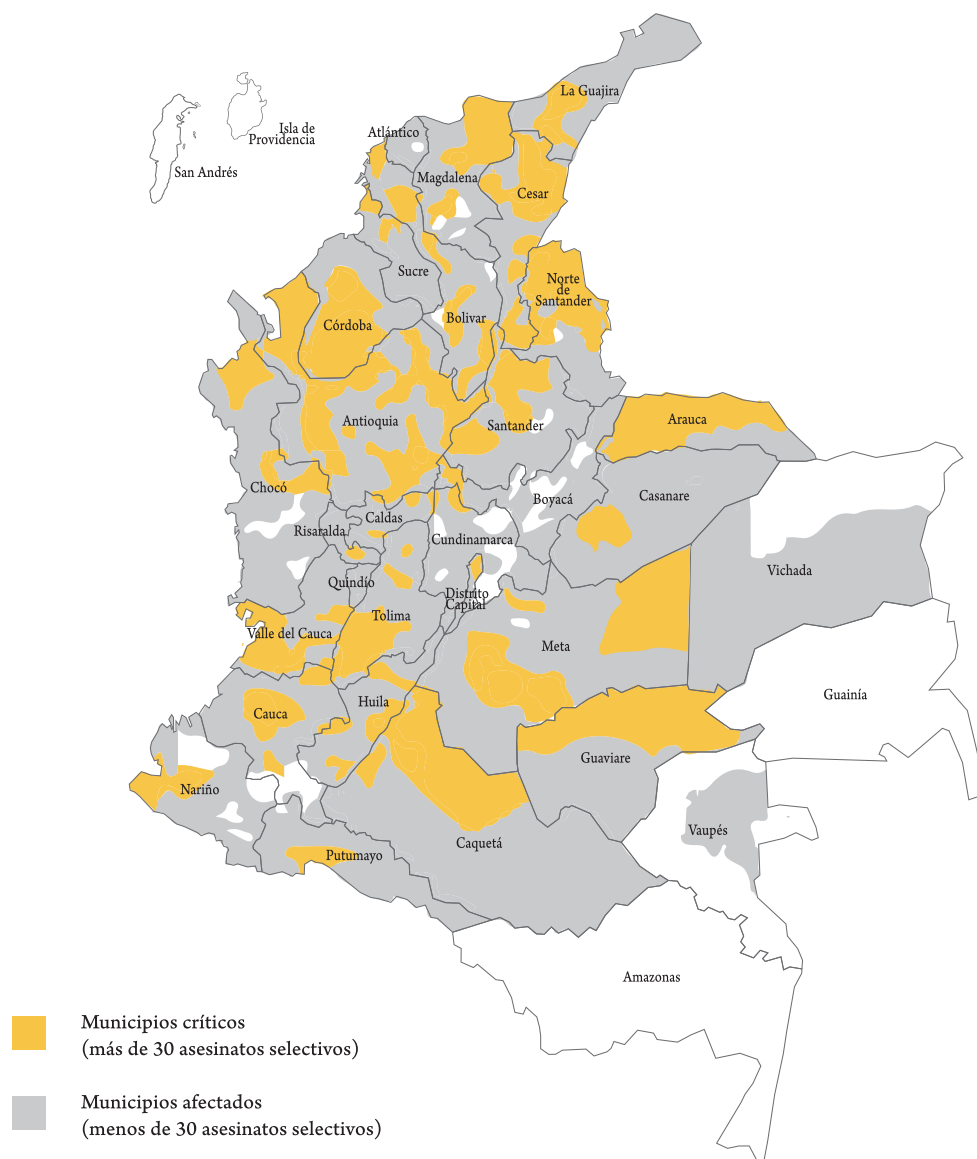 La Guajira
Isla de
Providencia
Atlántico
San Andrés
Magdalena
Cesar
Sucre
Norte
de
Santander
Bolivar
Córdoba
Antioquia
Santander
Arauca
Chocó
Boyacá
Casanare
Caldas
Risaralda
Cundinamarca
Vichada
Quindío
Distrito
Capital
Tolima
Valle del Cauca
Meta
Guainía
Huila
Cauca
Guaviare
Nariño
Vaupés
Caquetá
Putumayo
Amazonas
Municipios críticos
(más de 30 asesinatos selectivos)
Municipios afectados
(menos de 30 asesinatos selectivos)